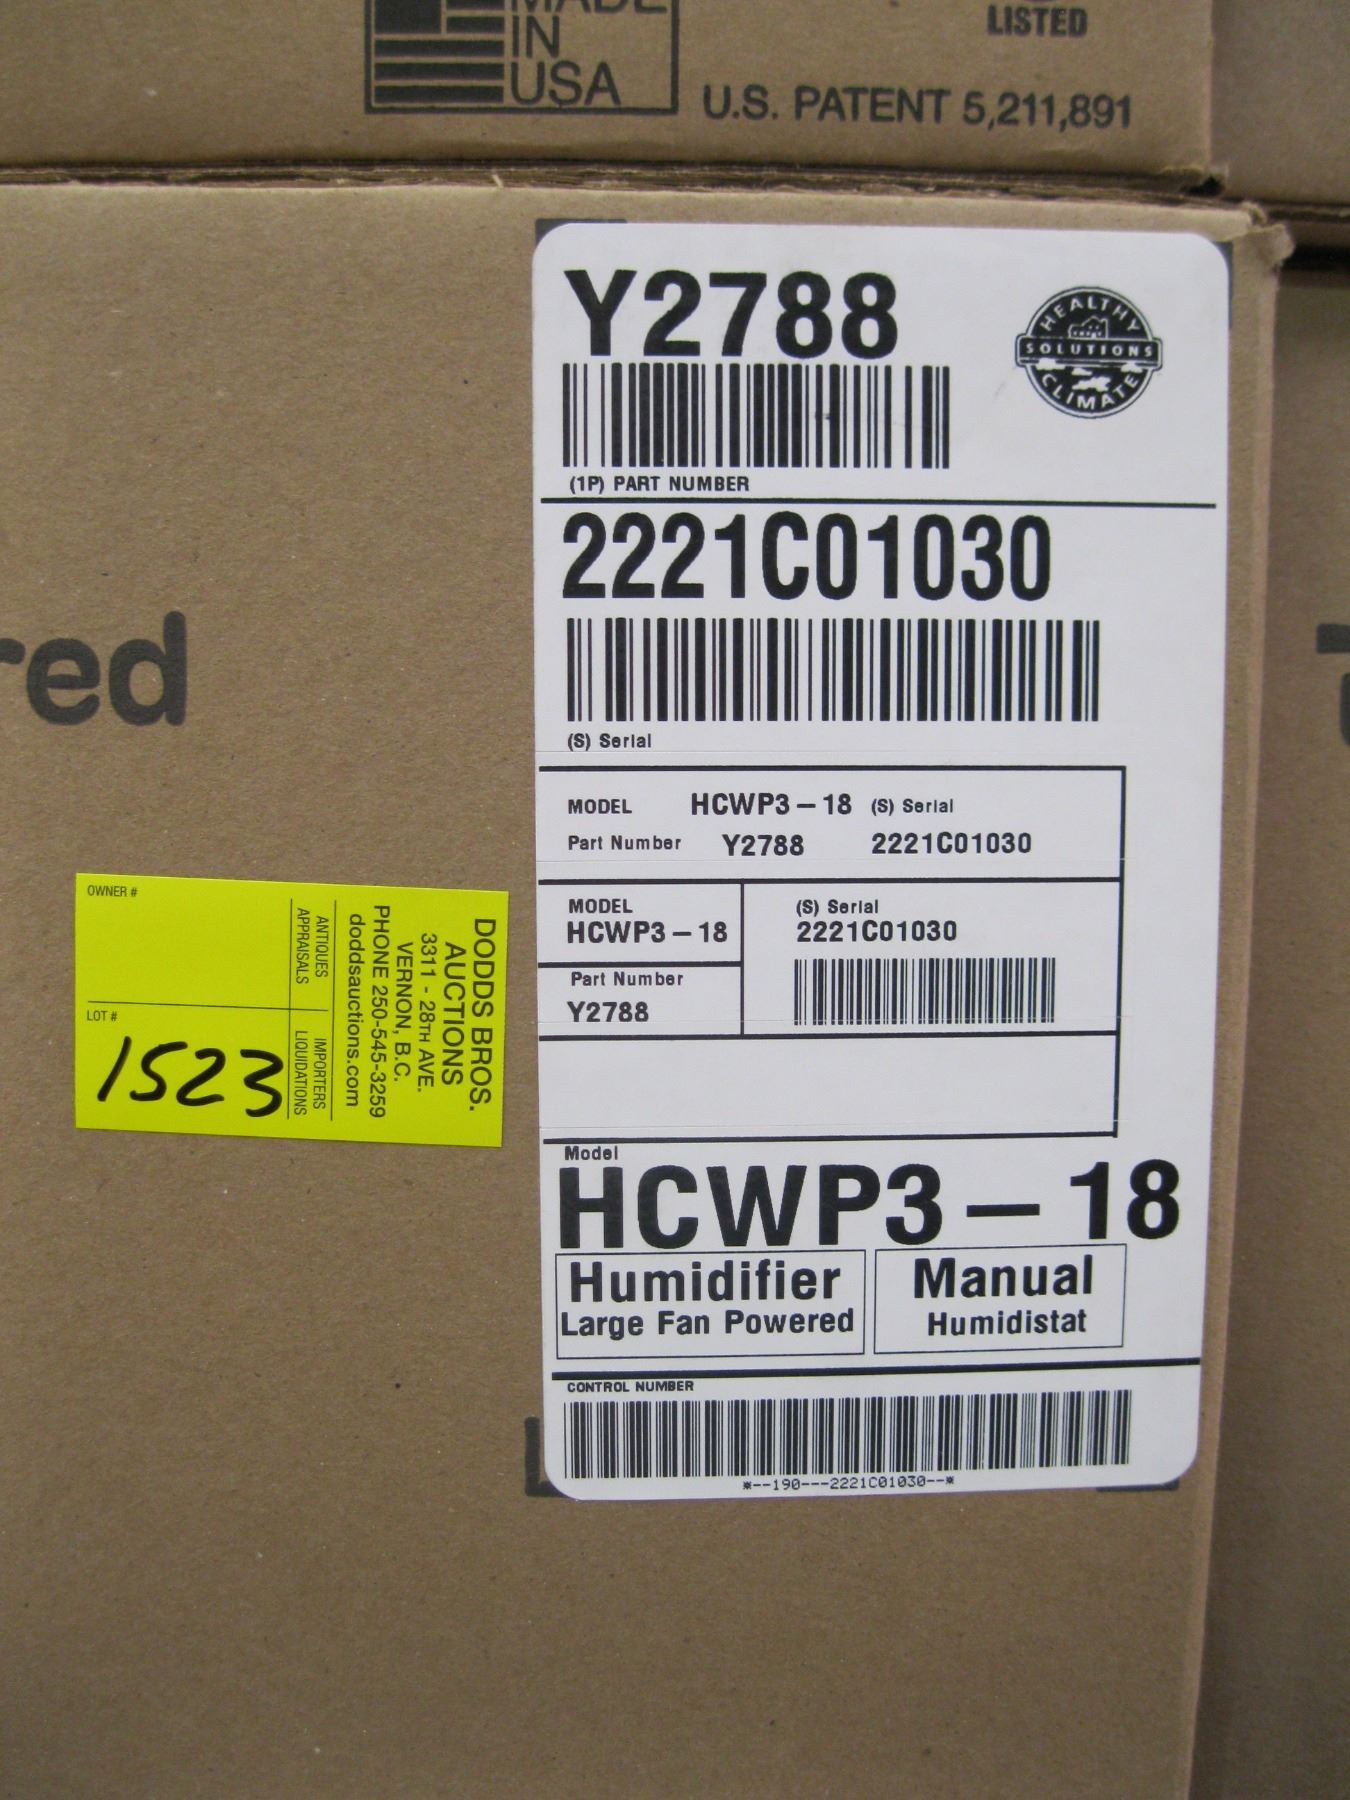 MADE
IN
USA
LISTED
U.S. PATENT 5,211,891
Y2788
HEALTHY
SOLUTIONS
CLIMATE
(1P) PART NUMBER
2221C01030
(S) Serial
MODEL HCWP3-18 (S) Serial
Part Number Y2788 2221C01030
MODEL
HCWP3-18
(S) Serial
2221C01030
Part Number
Y2788
Model
HCWP3-18
Humidifier
Large Fan Powered
Manual
Humidistat
CONTROL NUMBER
*--190---2221C01030--*
OWNER #
LOT #
1523
DODDS BROS.
AUCTIONS
3311 - 28TH AVE.
VERNON, B.C.
PHONE 250-545-3259
doddsauctions.com
ANTIQUES
APPRAISALS
IMPORTERS
LIQUIDATIONS